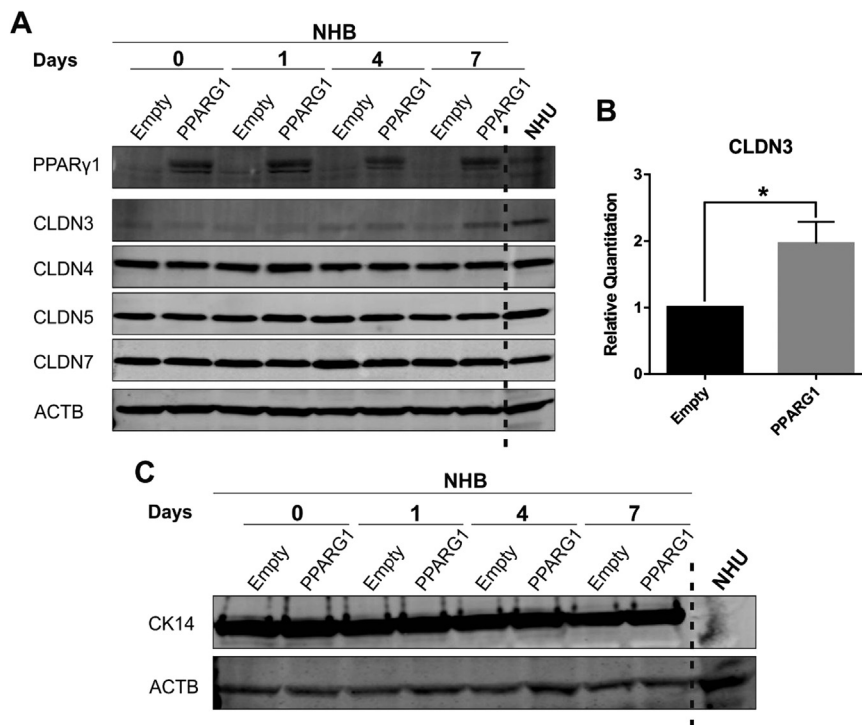 A
NHB
Days 0 1 4 7
Empty PPARG1 Empty PPARG1 Empty PPARG1 Empty PPARG1 NHU
PPARγ1
CLDN3
CLDN4
CLDN5
CLDN7
ACTB
B
CLDN3
*
Relative Quantitation
3
2
1
0
Empty PPARG1
C
NHB
Days 0 1 4 7
Empty PPARG1 Empty PPARG1 Empty PPARG1 Empty PPARG1 NHU
CK14
ACTB